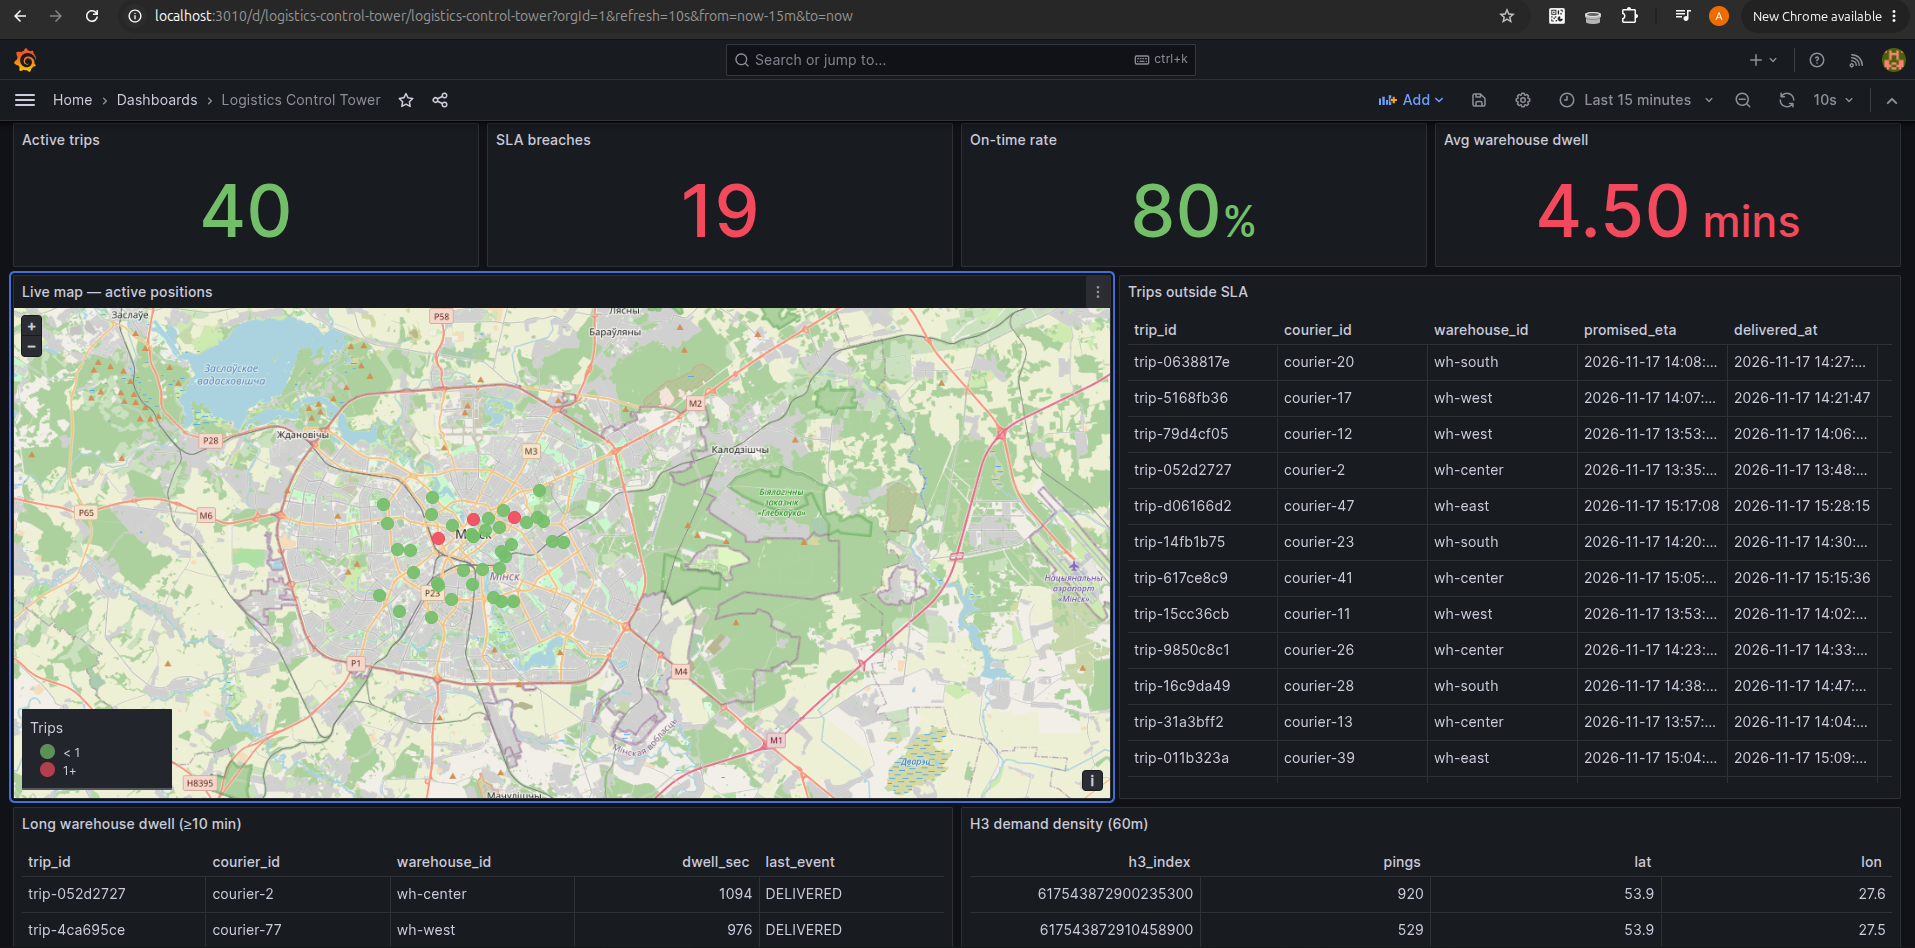 localhost:3010/d/logistics-control-tower/logistics-control-tower?orgId=1&refresh=10s&from=now-15m&to=now
A
New Chrome available
Search or jump to...
ctrl+k
Home › Dashboards › Logistics Control Tower
Add
Last 15 minutes
10s
Active trips
40
SLA breaches
19
On-time rate
80%
Avg warehouse dwell
4.50 mins
Live map — active positions
+
−
Заслаўе
P58
Бараўляны
Заслаўскае
вадасховішча
M2
P28
Ждановічы
M3
Калодзішчы
Біялагічны
заказнік
«Глебкаўка»
P65
M6
Мінск
P23
Нацыянальны
аэрапорт
«Мінск»
P1
M4
M1
Мінская вобласць
H8395
Мачулішчы
Trips
< 1
1+
i
Trips outside SLA
trip_id courier_id warehouse_id promised_eta delivered_at
trip-0638817e courier-20 wh-south 2026-11-17 14:08:... 2026-11-17 14:27:...
trip-5168fb36 courier-17 wh-west 2026-11-17 14:07:... 2026-11-17 14:21:47
trip-79d4cf05 courier-12 wh-west 2026-11-17 13:53:... 2026-11-17 14:06:...
trip-052d2727 courier-2 wh-center 2026-11-17 13:35:... 2026-11-17 13:48:...
trip-d06166d2 courier-47 wh-east 2026-11-17 15:17:08 2026-11-17 15:28:15
trip-14fb1b75 courier-23 wh-south 2026-11-17 14:20:... 2026-11-17 14:30:...
trip-617ce8c9 courier-41 wh-center 2026-11-17 15:05:... 2026-11-17 15:15:36
trip-15cc36cb courier-11 wh-west 2026-11-17 13:53:... 2026-11-17 14:02:...
trip-9850c8c1 courier-26 wh-center 2026-11-17 14:23:... 2026-11-17 14:33:...
trip-16c9da49 courier-28 wh-south 2026-11-17 14:38:... 2026-11-17 14:47:...
trip-31a3bff2 courier-13 wh-center 2026-11-17 13:57:... 2026-11-17 14:04:...
trip-011b323a courier-39 wh-east 2026-11-17 15:04:... 2026-11-17 15:09:...
Long warehouse dwell (≥10 min)
trip_id courier_id warehouse_id dwell_sec last_event
trip-052d2727 courier-2 wh-center 1094 DELIVERED
trip-4ca695ce courier-77 wh-west 976 DELIVERED
H3 demand density (60m)
h3_index pings lat lon
617543872900235300 920 53.9 27.6
617543872910458900 529 53.9 27.5